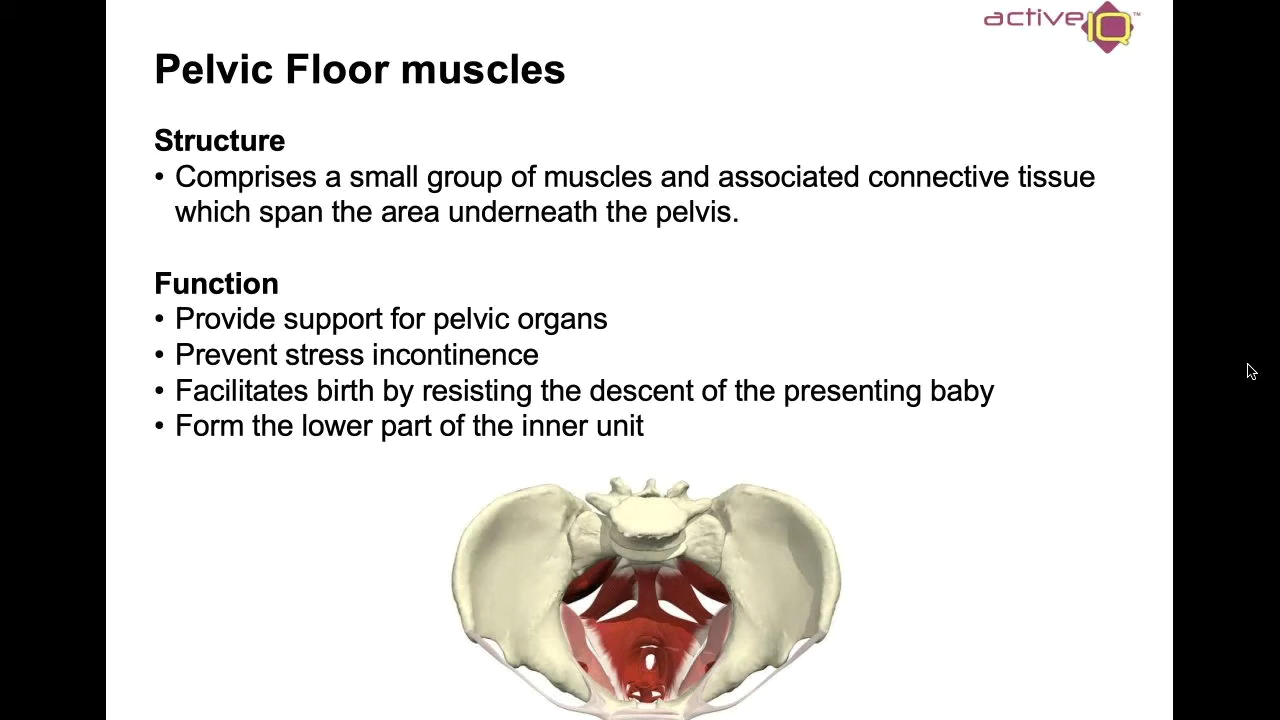 active IQ™
Pelvic Floor muscles
Structure
• Comprises a small group of muscles and associated connective tissue
which span the area underneath the pelvis.
Function
• Provide support for pelvic organs
• Prevent stress incontinence
• Facilitates birth by resisting the descent of the presenting baby
• Form the lower part of the inner unit